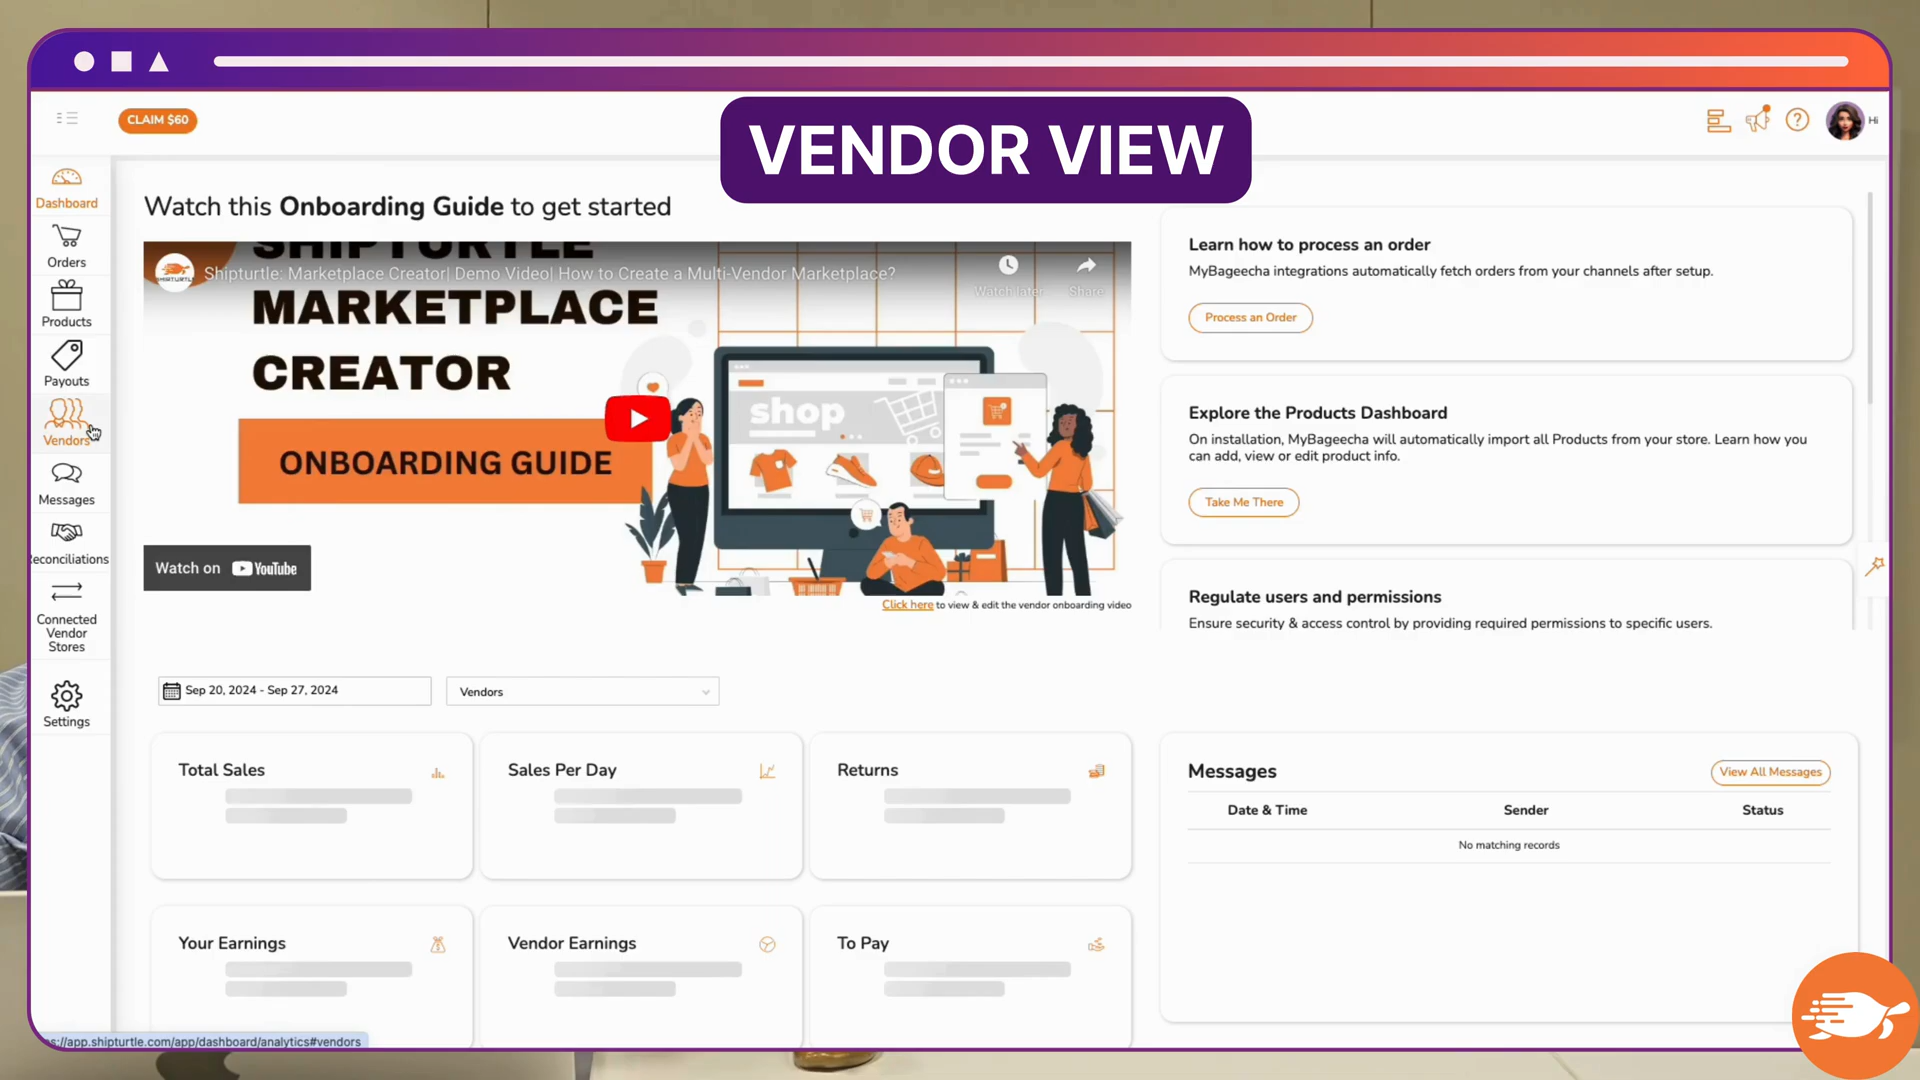 CLAIM $60
VENDOR VIEW
Hi
Dashboard
Orders
Products
Payouts
Vendors
Messages
econciliations
Connected
Vendor
Stores
Settings
Watch this Onboarding Guide to get started
SHIPTURTLE
Shipturtle: Marketplace Creator| Demo Video| How to Create a Multi-Vendor Marketplace?
Watch later
Share
MARKETPLACE
CREATOR
shop
ONBOARDING GUIDE
Watch on YouTube
Click here to view & edit the vendor onboarding video
Learn how to process an order
MyBageecha integrations automatically fetch orders from your channels after setup.
Process an Order
Explore the Products Dashboard
On installation, MyBageecha will automatically import all Products from your store. Learn how you
can add, view or edit product info.
Take Me There
Regulate users and permissions
Ensure security & access control by providing required permissions to specific users.
Sep 20, 2024 - Sep 27, 2024
Vendors
Total Sales
Sales Per Day
Returns
Your Earnings
Vendor Earnings
To Pay
Messages
View All Messages
Date & Time
Sender
Status
No matching records
s://app.shipturtle.com/app/dashboard/analytics#vendors